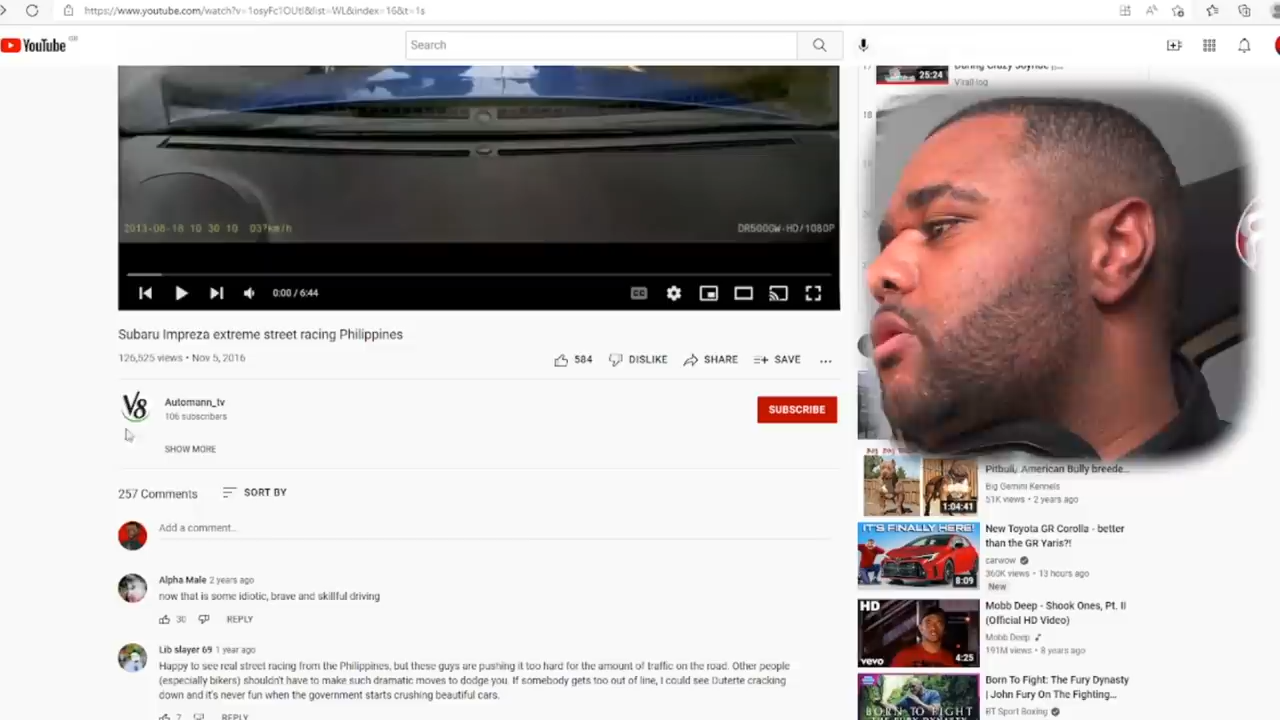 https://www.youtube.com/watch?v=1osyFc1OUtI&list=WL&index=16&t=1s
YouTube GB
Search
25:24
ViralHog
17
18
2013-08-18 10 30 10 037km/h
DR500GW-HD/1080P
0:00 / 6:44
CC
Subaru Impreza extreme street racing Philippines
126,525 views • Nov 5, 2016
584
DISLIKE
SHARE
SAVE
V8
Automann_tv
106 subscribers
SUBSCRIBE
SHOW MORE
257 Comments
SORT BY
Add a comment...
Alpha Male 2 years ago
now that is some idiotic, brave and skillful driving
30
REPLY
Lib slayer 69 1 year ago
Happy to see real street racing from the Philippines, but these guys are pushing it too hard for the amount of traffic on the road. Other people
(especially bikers) shouldn't have to make such dramatic moves to dodge you. If somebody gets too out of line, I could see Duterte cracking
down and it's never fun when the government starts crushing beautiful cars.
7
REPLY
1:04:41
Pitbull, American Bully breede...
Big Gemini Kennels
51K views • 2 years ago
IT'S FINALLY HERE!
8:09
New Toyota GR Corolla - better
than the GR Yaris?!
carwow
360K views • 13 hours ago
New
HD
vevo
4:25
Mobb Deep - Shook Ones, Pt. II
(Official HD Video)
Mobb Deep
191M views • 8 years ago
BORN TO FIGHT
THE FURY DYNASTY
Born To Fight: The Fury Dynasty
| John Fury On The Fighting...
BT Sport Boxing